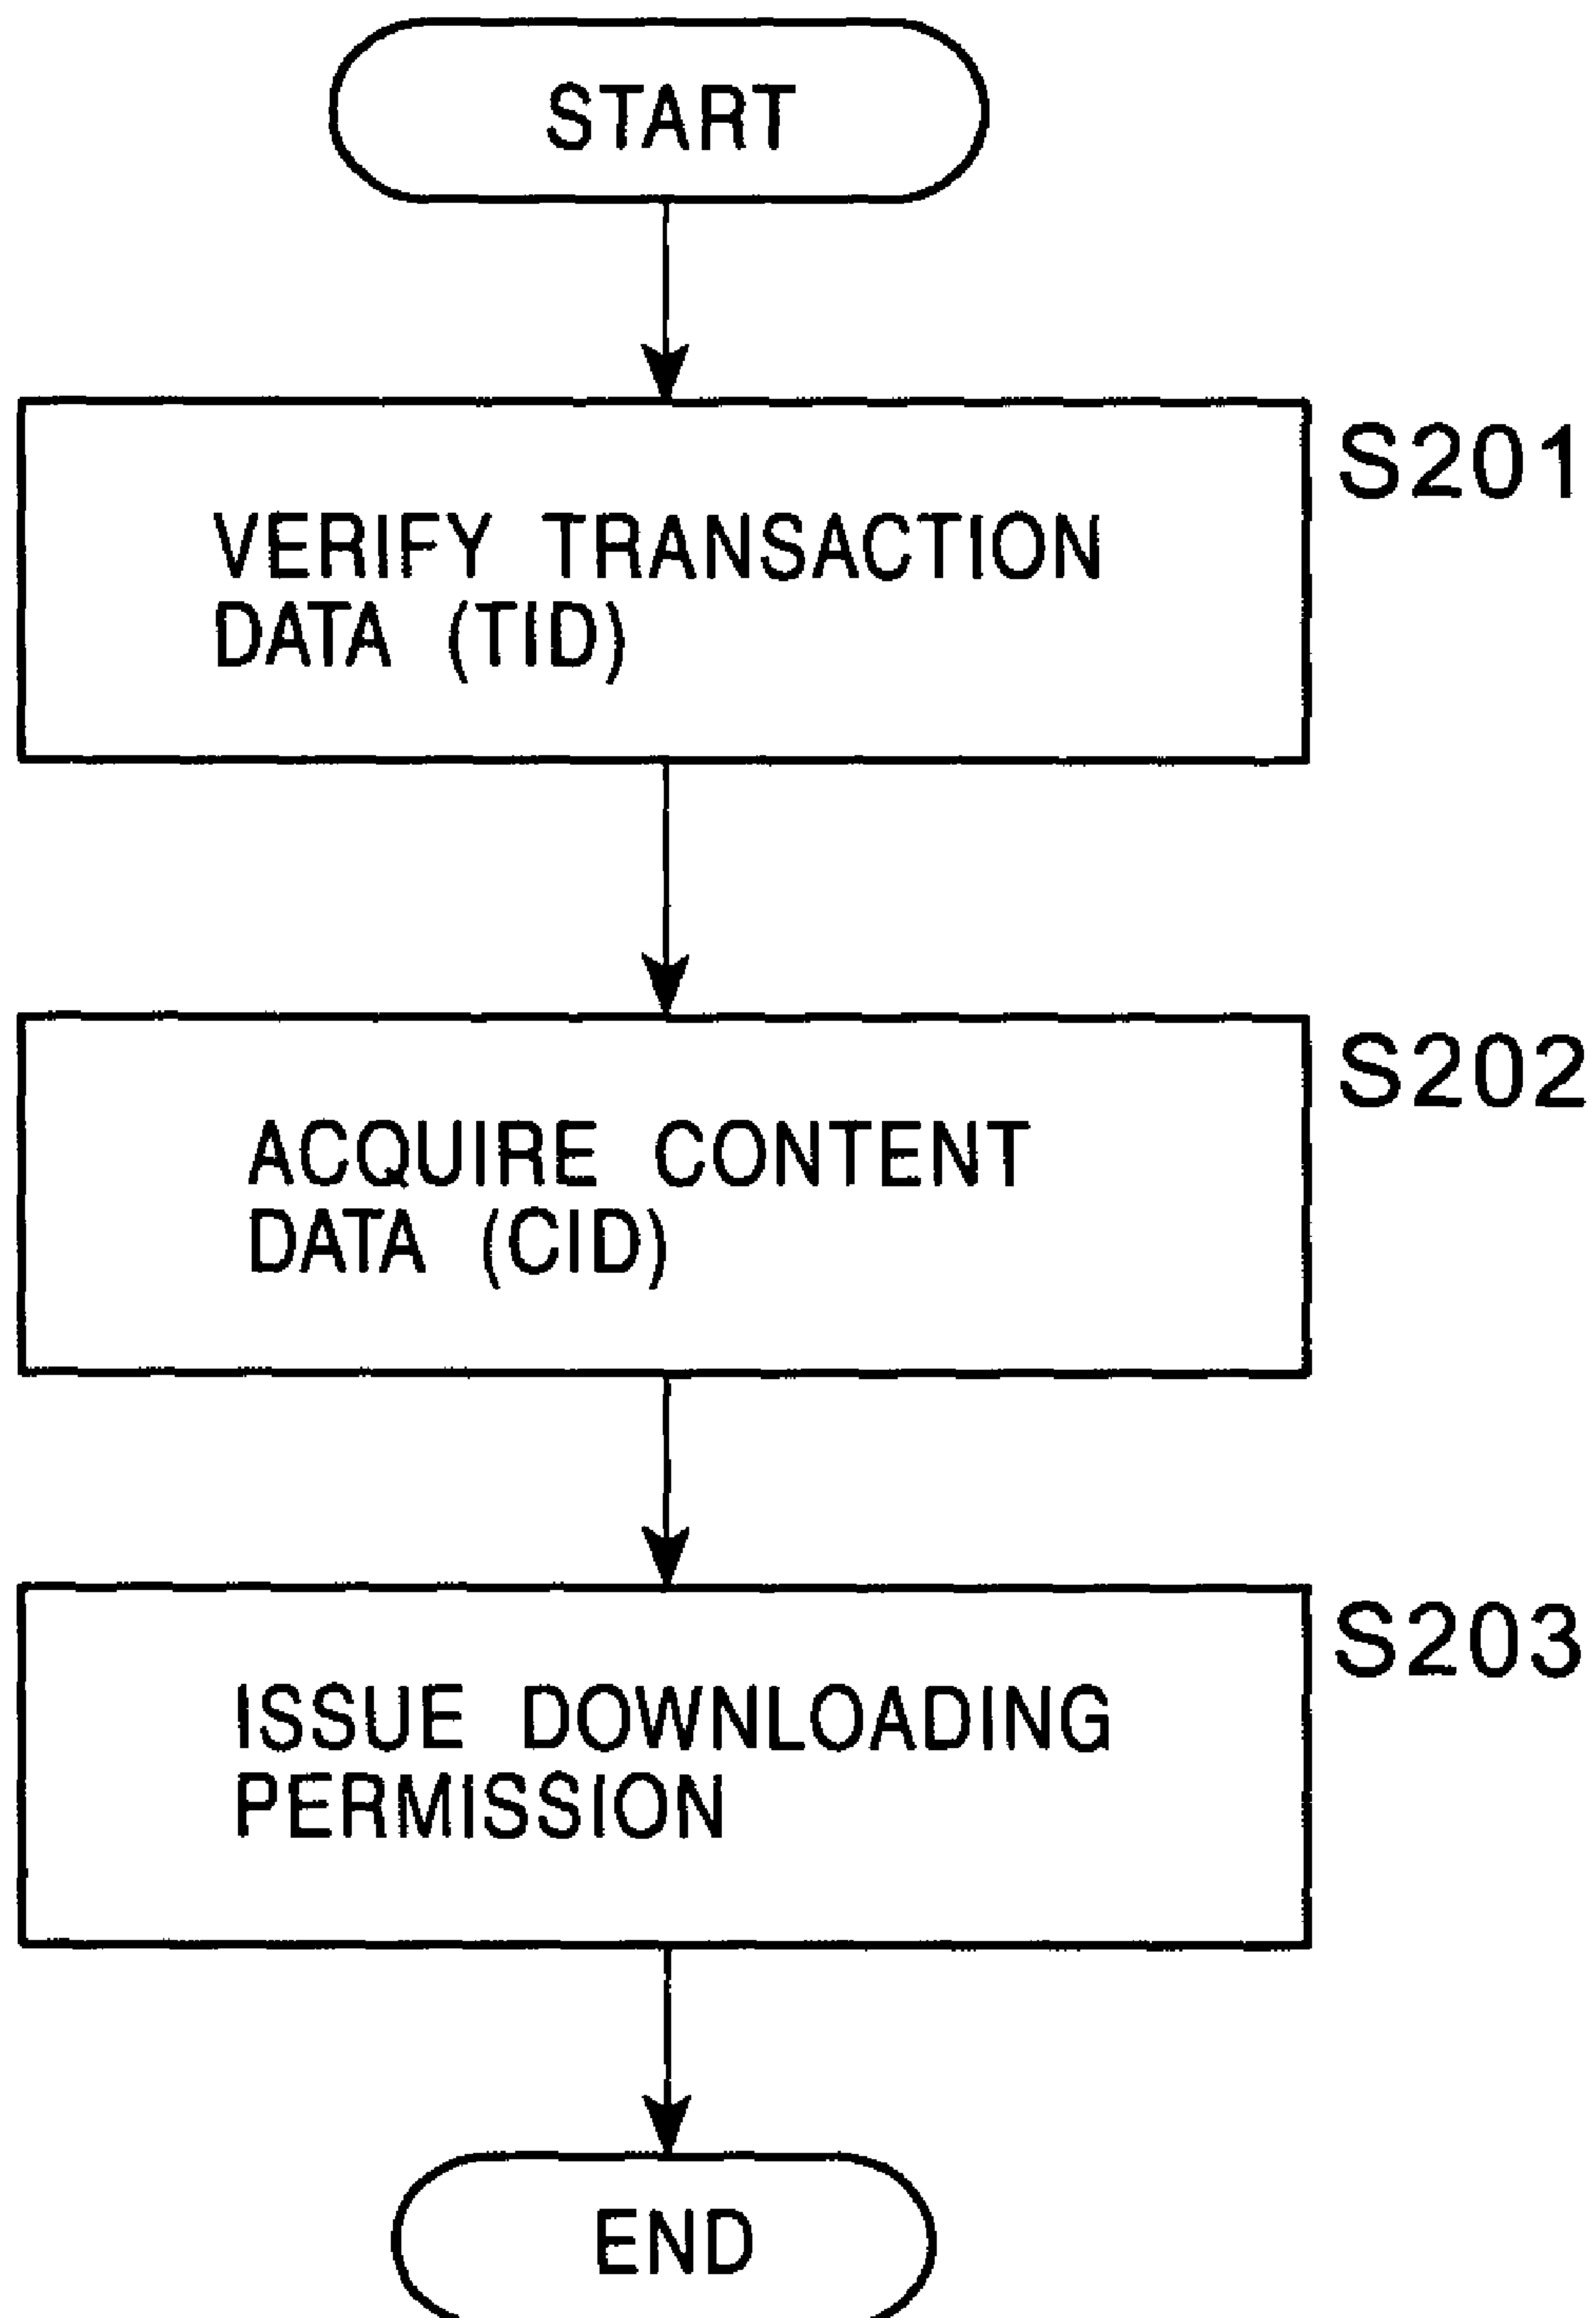 START
S201
VERIFY TRANSACTION
DATA (TID)
S202
ACQUIRE CONTENT
DATA (CID)
S203
ISSUE DOWNLOADING
PERMISSION
END